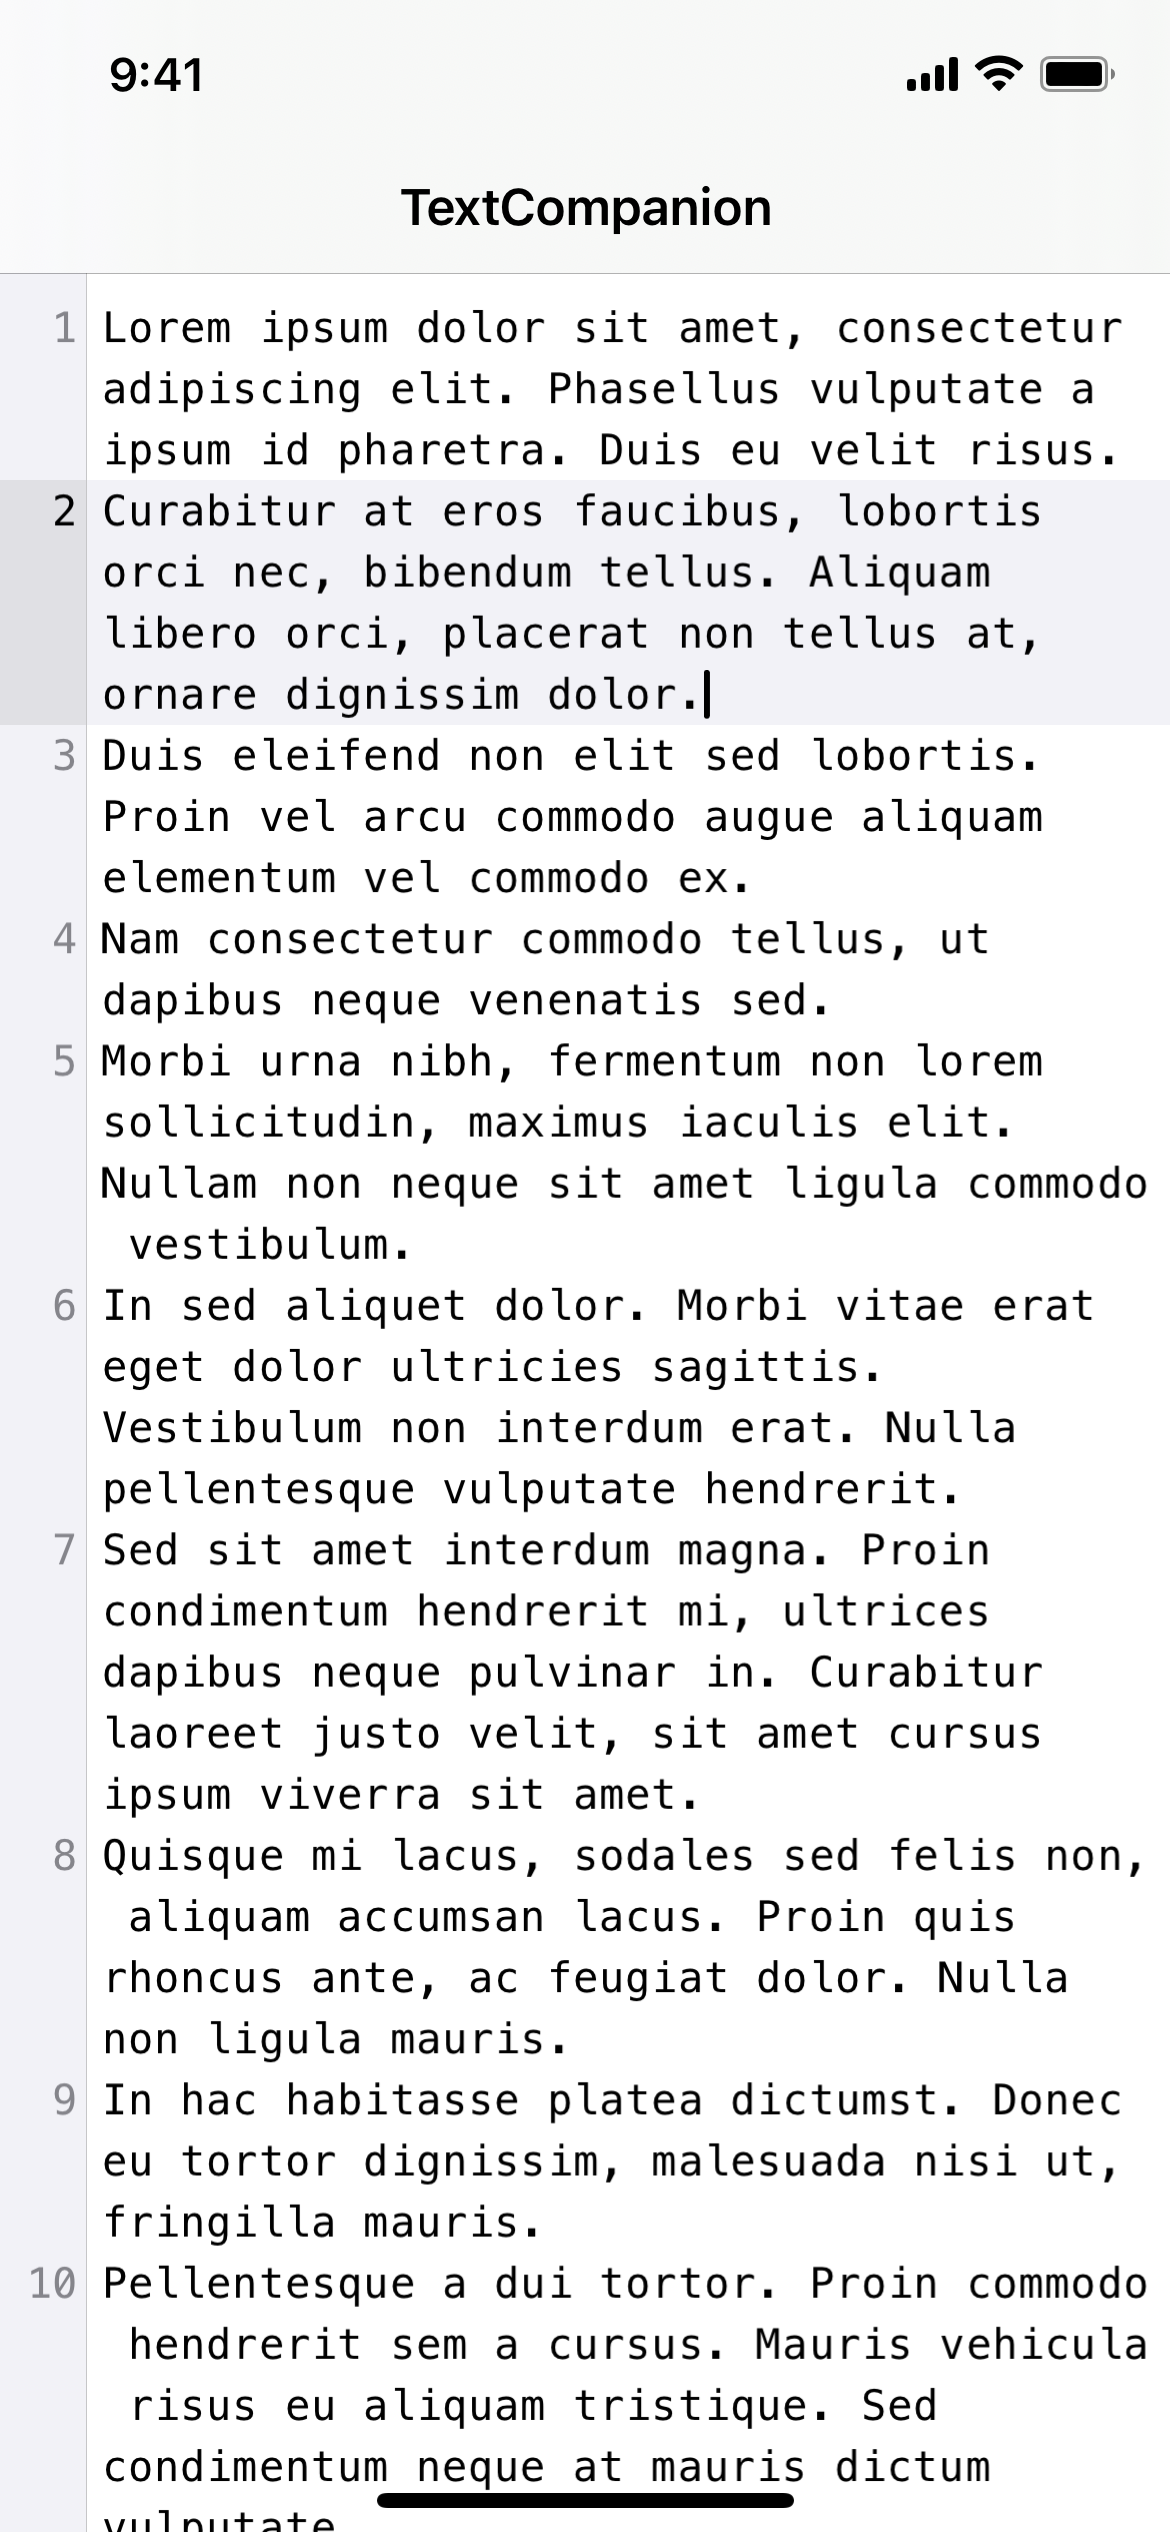 9:41
TextCompanion
1 Lorem ipsum dolor sit amet, consectetur
adipiscing elit. Phasellus vulputate a
ipsum id pharetra. Duis eu velit risus.
2 Curabitur at eros faucibus, lobortis
orci nec, bibendum tellus. Aliquam
libero orci, placerat non tellus at,
ornare dignissim dolor.
3 Duis eleifend non elit sed lobortis.
Proin vel arcu commodo augue aliquam
elementum vel commodo ex.
4 Nam consectetur commodo tellus, ut
dapibus neque venenatis sed.
5 Morbi urna nibh, fermentum non lorem
sollicitudin, maximus iaculis elit.
Nullam non neque sit amet ligula commodo
vestibulum.
6 In sed aliquet dolor. Morbi vitae erat
eget dolor ultricies sagittis.
Vestibulum non interdum erat. Nulla
pellentesque vulputate hendrerit.
7 Sed sit amet interdum magna. Proin
condimentum hendrerit mi, ultrices
dapibus neque pulvinar in. Curabitur
laoreet justo velit, sit amet cursus
ipsum viverra sit amet.
8 Quisque mi lacus, sodales sed felis non,
aliquam accumsan lacus. Proin quis
rhoncus ante, ac feugiat dolor. Nulla
non ligula mauris.
9 In hac habitasse platea dictumst. Donec
eu tortor dignissim, malesuada nisi ut,
fringilla mauris.
10 Pellentesque a dui tortor. Proin commodo
hendrerit sem a cursus. Mauris vehicula
risus eu aliquam tristique. Sed
condimentum neque at mauris dictum
vulputate